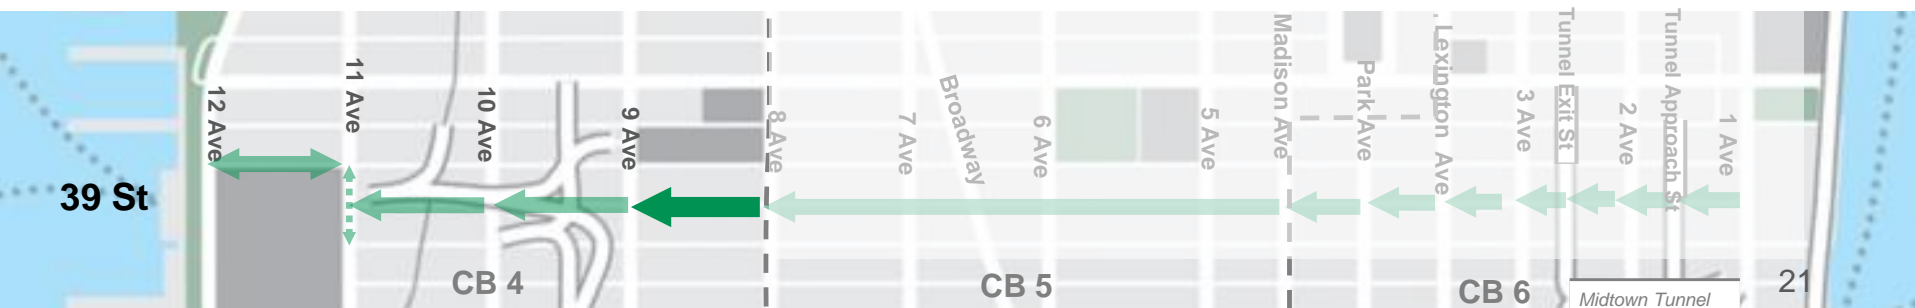 12 Ave
11 Ave
10 Ave
9 Ave
8 Ave
7 Ave
Broadway
6 Ave
5 Ave
Madison Ave
Park Ave
Lexington Ave
3 Ave
Tunnel Exit St
2 Ave
Tunnel Approach St
1 Ave
39 St
CB 4
CB 5
CB 6
21
Midtown Tunnel